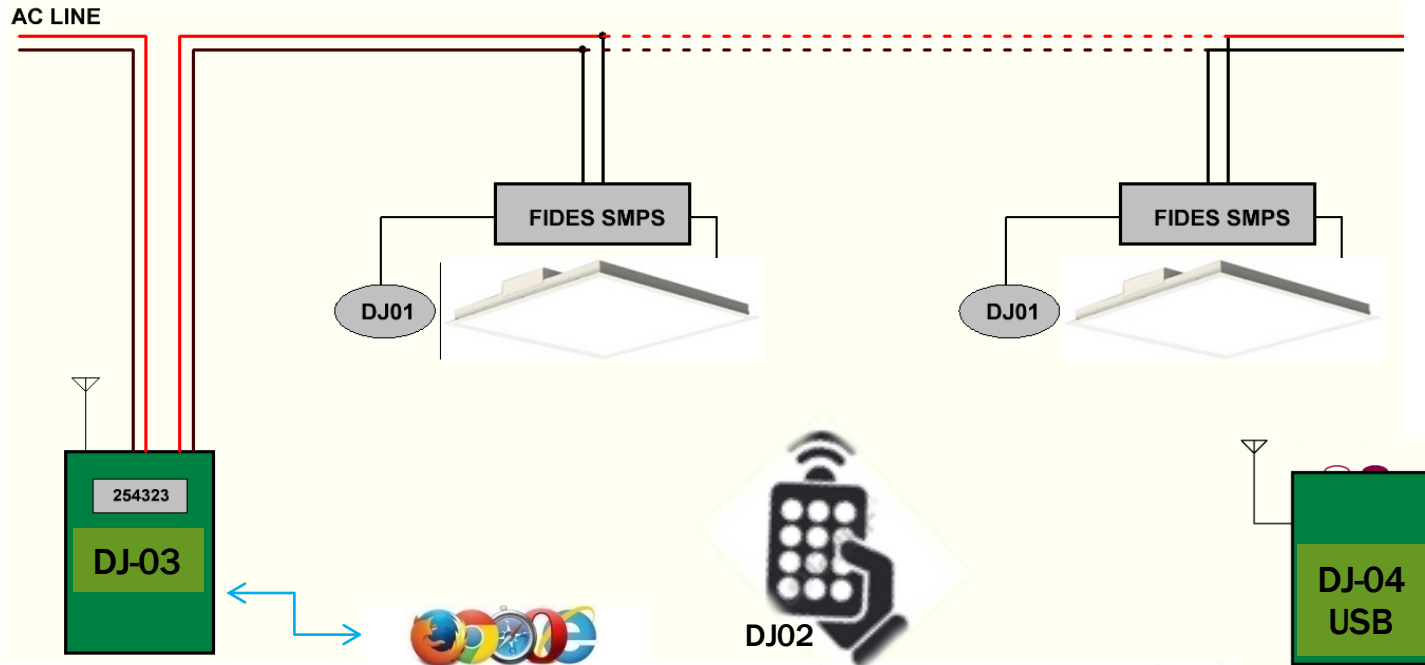 AC LINE
FIDES SMPS
FIDES SMPS
DJ01
DJ01
254323
DJ-03
DJ02
DJ-04
USB